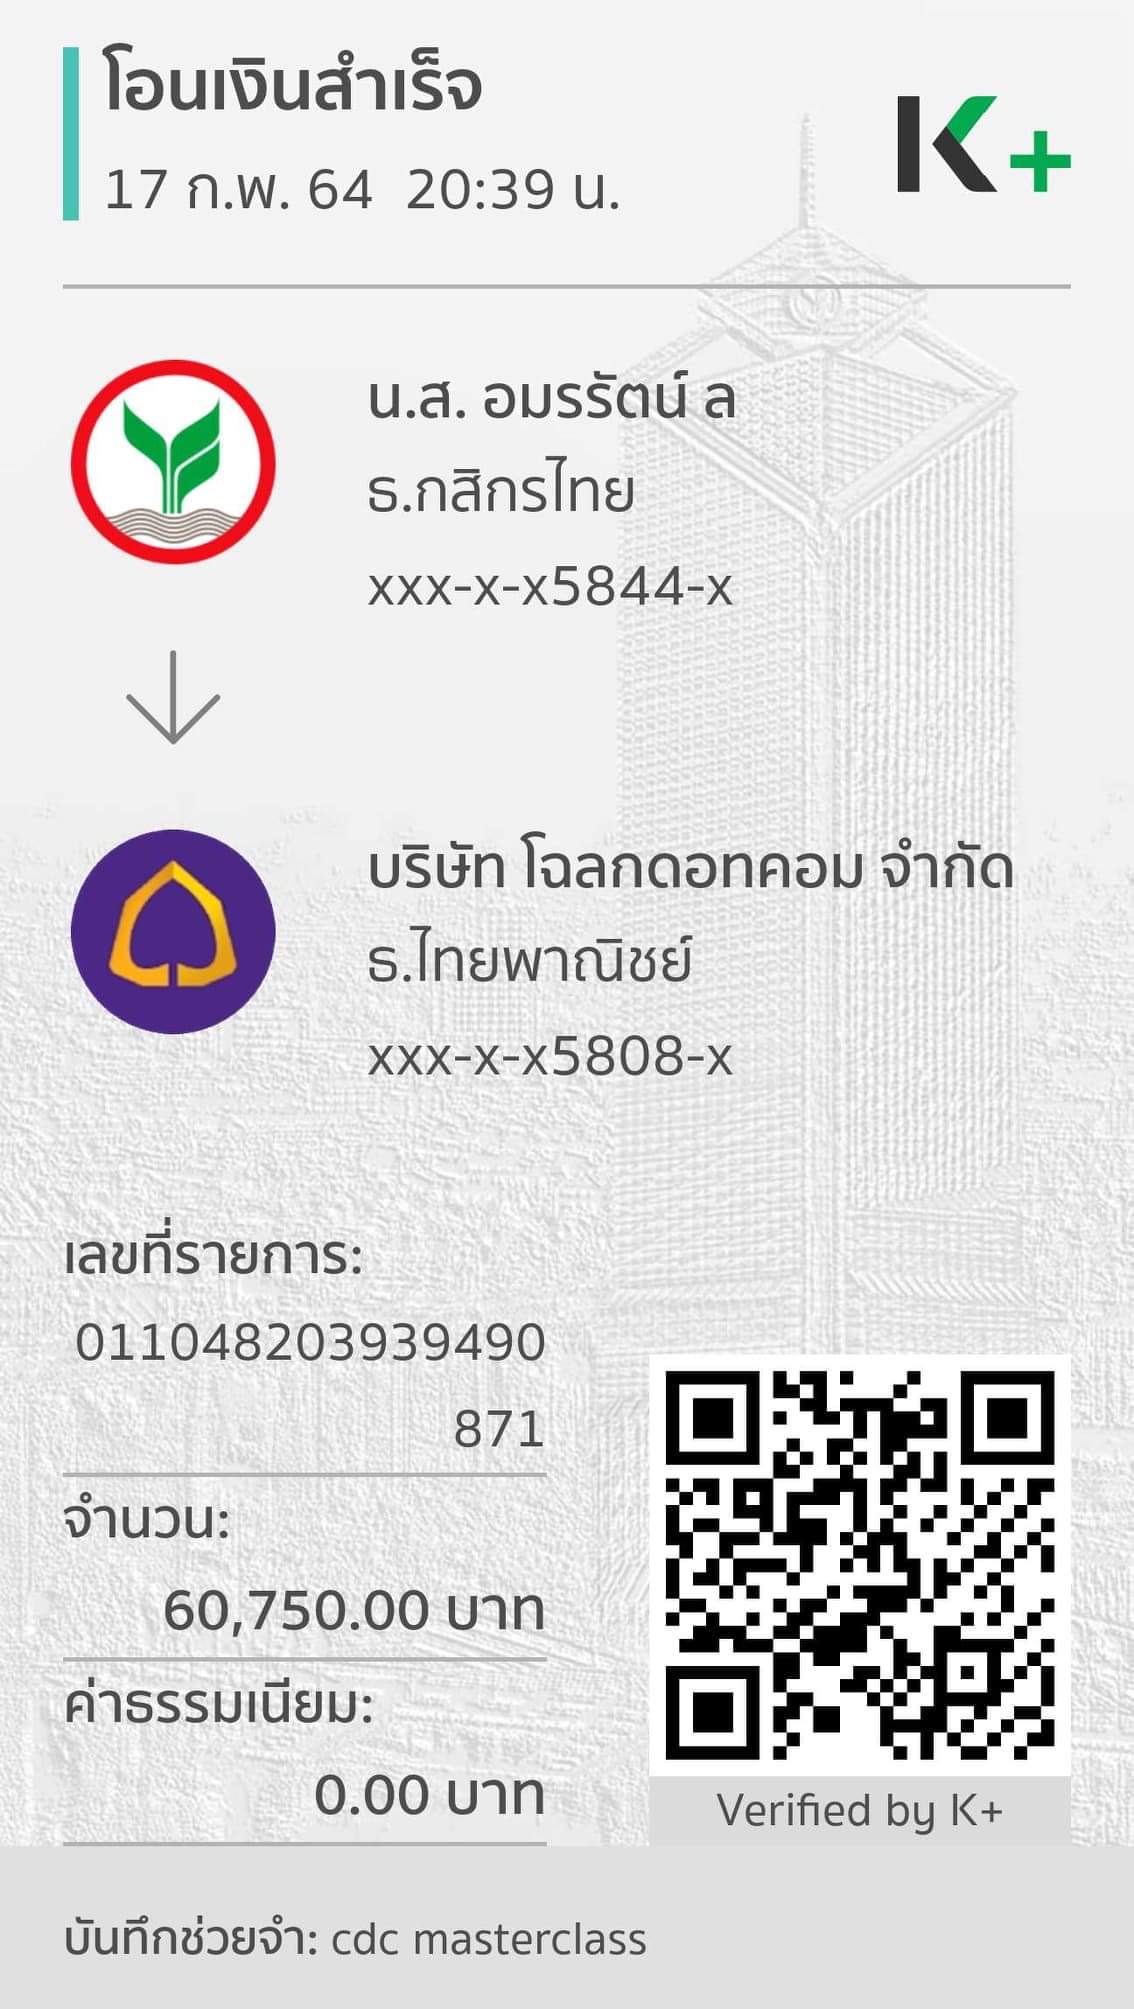 โอนเงินสำเร็จ
17 ก.พ. 64  20:39 น.
K+
น.ส. อมรรัตน์ ล
ธ.กสิกรไทย
xxx-x-x5844-x
บริษัท โฉลกดอทคอม จำกัด
ธ.ไทยพาณิชย์
xxx-x-x5808-x
เลขที่รายการ:
011048203939490
871
จำนวน:
60,750.00 บาท
ค่าธรรมเนียม:
0.00 บาท
Verified by K+
บันทึกช่วยจำ: cdc masterclass